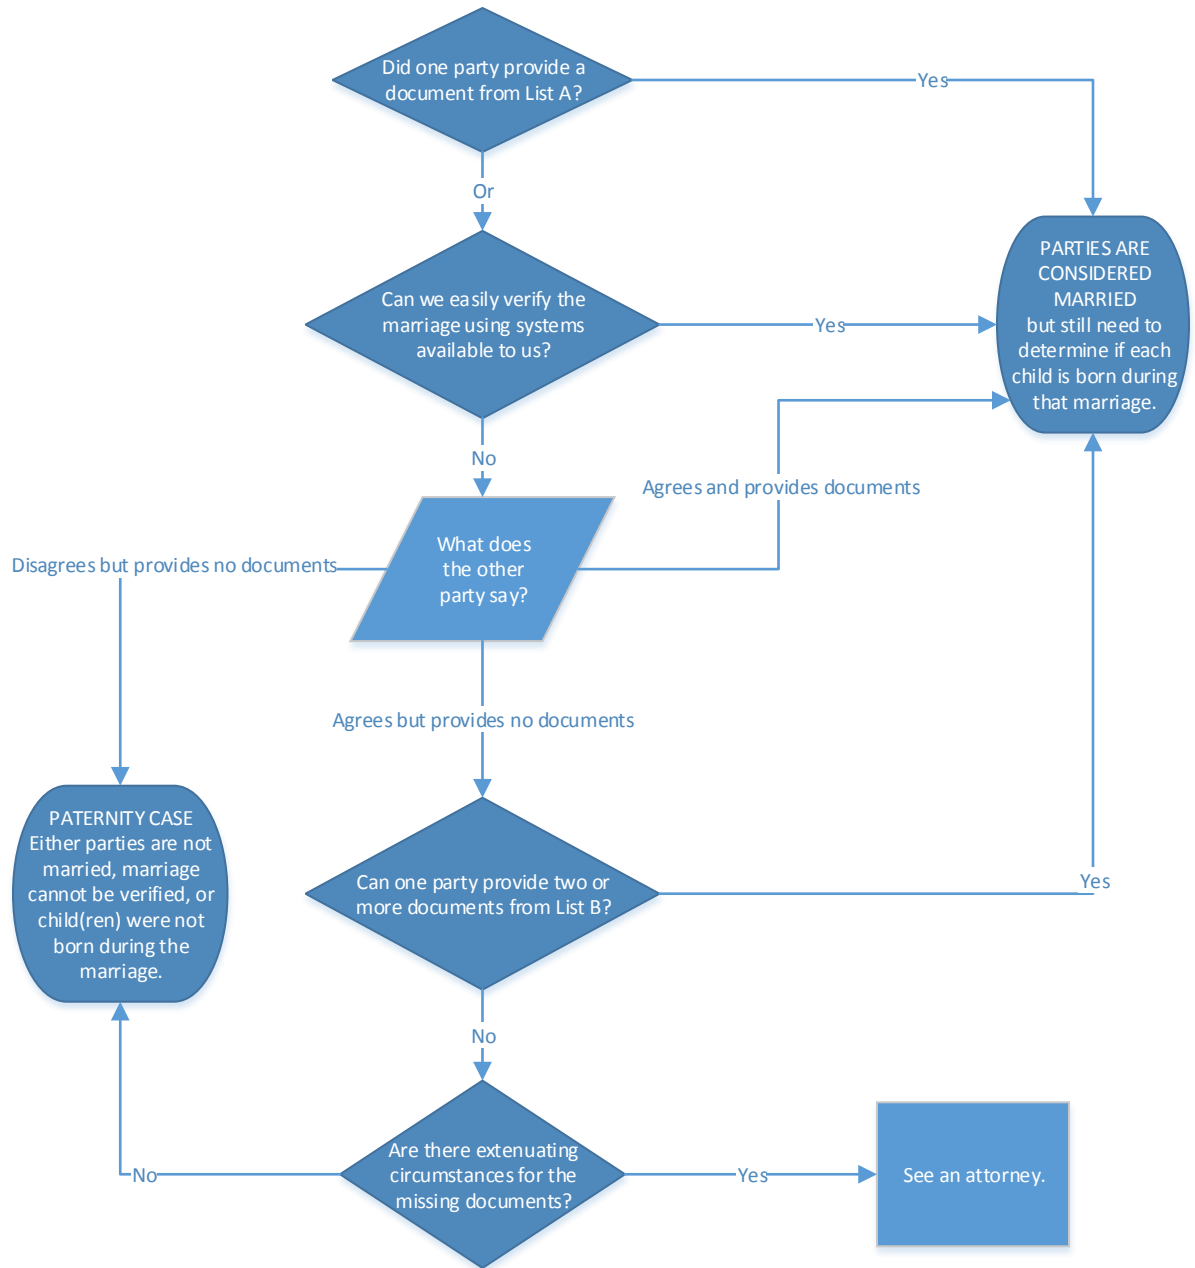 Did one party provide a
document from List A?
Yes
Or
PARTIES ARE
CONSIDERED
MARRIED
but still need to
determine if each
child is born during
that marriage.
Can we easily verify the
marriage using systems
available to us?
Yes
No
Agrees and provides documents
What does
the other
party say?
Disagrees but provides no documents
Agrees but provides no documents
PATERNITY CASE
Either parties are not
married, marriage
cannot be verified, or
child(ren) were not
born during the
marriage.
Can one party provide two or
more documents from List B?
Yes
No
Are there extenuating
circumstances for the
missing documents?
No
Yes
See an attorney.